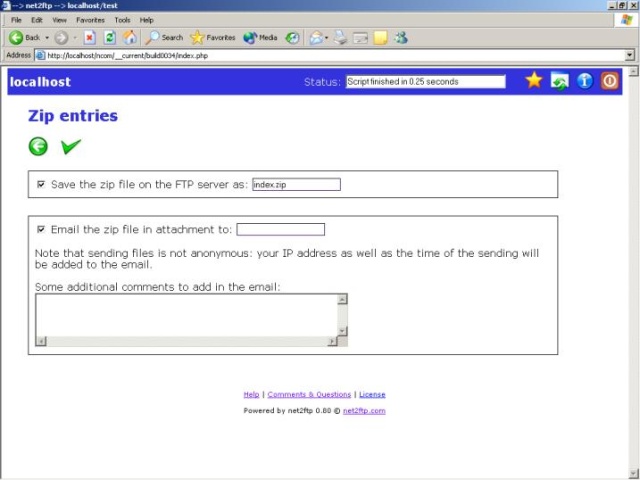 --> net2ftp --> localhost/test
File Edit View Favorites Tools Help
Back Search Favorites Media
Address http://localhost/ncom/__current/build0034/index.php
localhost Status: Script finished in 0.25 seconds
Zip entries
Save the zip file on the FTP server as: index.zip
Email the zip file in attachment to:
Note that sending files is not anonymous: your IP address as well as the time of the sending will
be added to the email.
Some additional comments to add in the email:
Help | Comments & Questions | License
Powered by net2ftp 0.80 © net2ftp.com